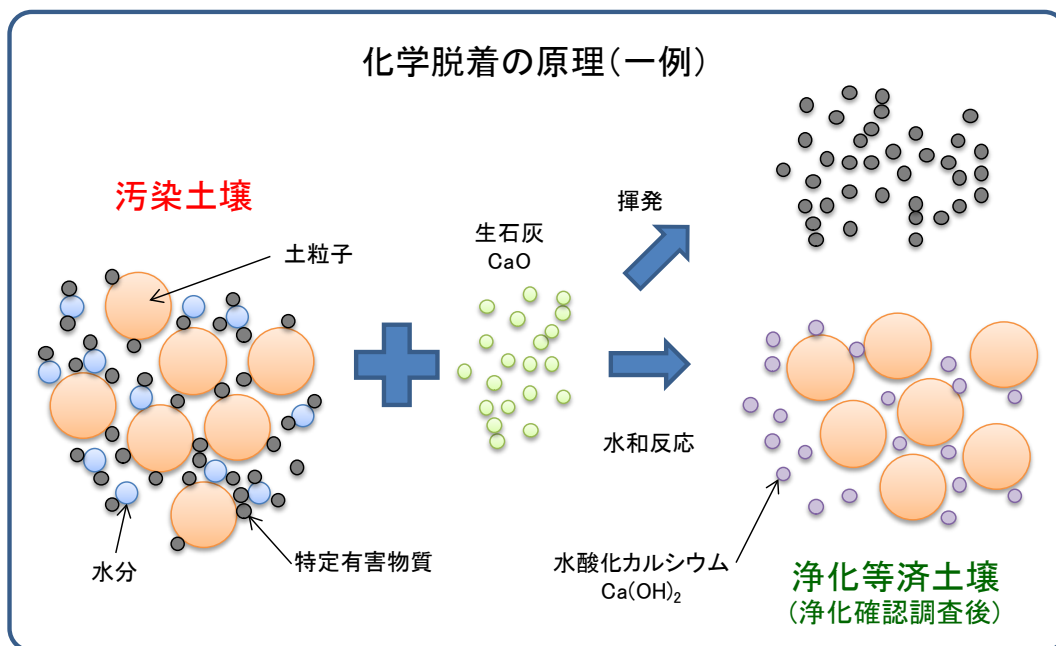 化学脱着の原理(一例)
汚染土壌
土粒子
水分
特定有害物質
生石灰
CaO
揮発
水和反応
水酸化カルシウム
Ca(OH)₂
浄化等済土壌
(浄化確認調査後)